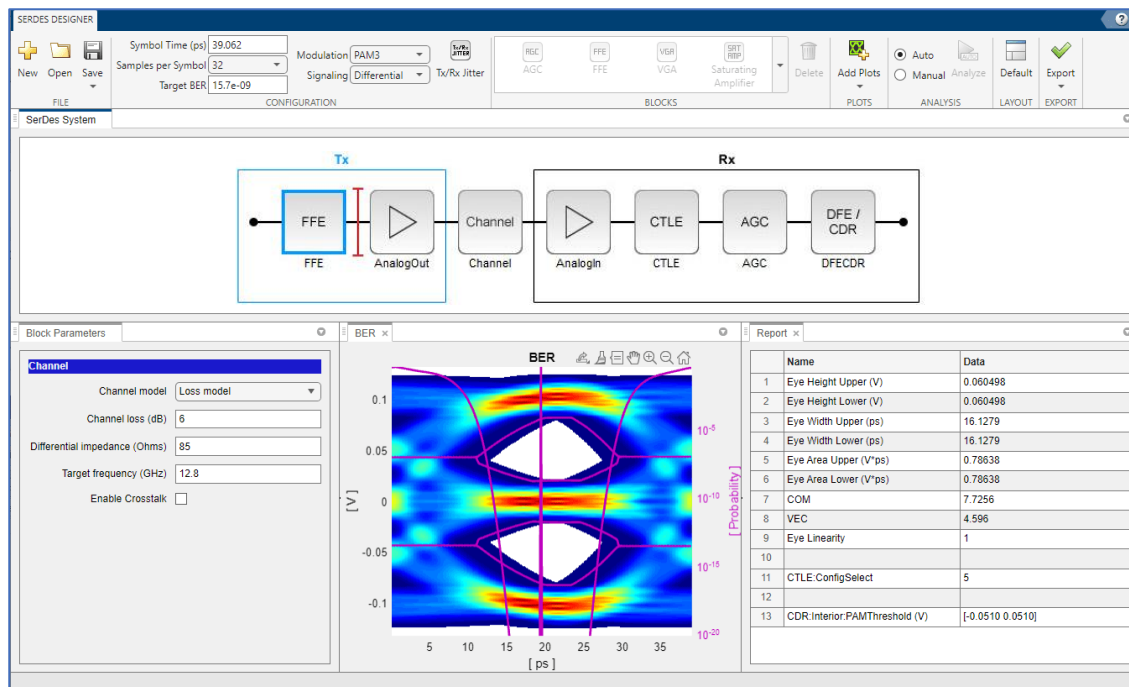 SERDES DESIGNER
?
New
Open
Save
FILE
Symbol Time (ps) 39.062
Samples per Symbol 32
Target BER 15.7e-09
Modulation PAM3
Signaling Differential
Tx/Rx JITTER
Tx/Rx Jitter
CONFIGURATION
AGC FFE VGA SAT AMP
AGC FFE VGA Saturating Amplifier
Delete
BLOCKS
Add Plots
PLOTS
Auto
Manual
Analyze
ANALYSIS
Default
LAYOUT
Export
EXPORT
SerDes System
Tx Rx
FFE Channel CTLE AGC DFE / CDR
FFE AnalogOut Channel AnalogIn CTLE AGC DFECDR
Block Parameters
Channel
Channel model Loss model
Channel loss (dB) 6
Differential impedance (Ohms) 85
Target frequency (GHz) 12.8
Enable Crosstalk
BER ×
BER
0.1
0.05
0
-0.05
-0.1
[ V ]
10-5
10-10
10-15
10-20
[ Probability ]
5 10 15 20 25 30 35
[ ps ]
Report ×
Name Data
1 Eye Height Upper (V) 0.060498
2 Eye Height Lower (V) 0.060498
3 Eye Width Upper (ps) 16.1279
4 Eye Width Lower (ps) 16.1279
5 Eye Area Upper (V*ps) 0.78638
6 Eye Area Lower (V*ps) 0.78638
7 COM 7.7256
8 VEC 4.596
9 Eye Linearity 1
10
11 CTLE:ConfigSelect 5
12
13 CDR:Interior:PAMThreshold (V) [-0.0510 0.0510]